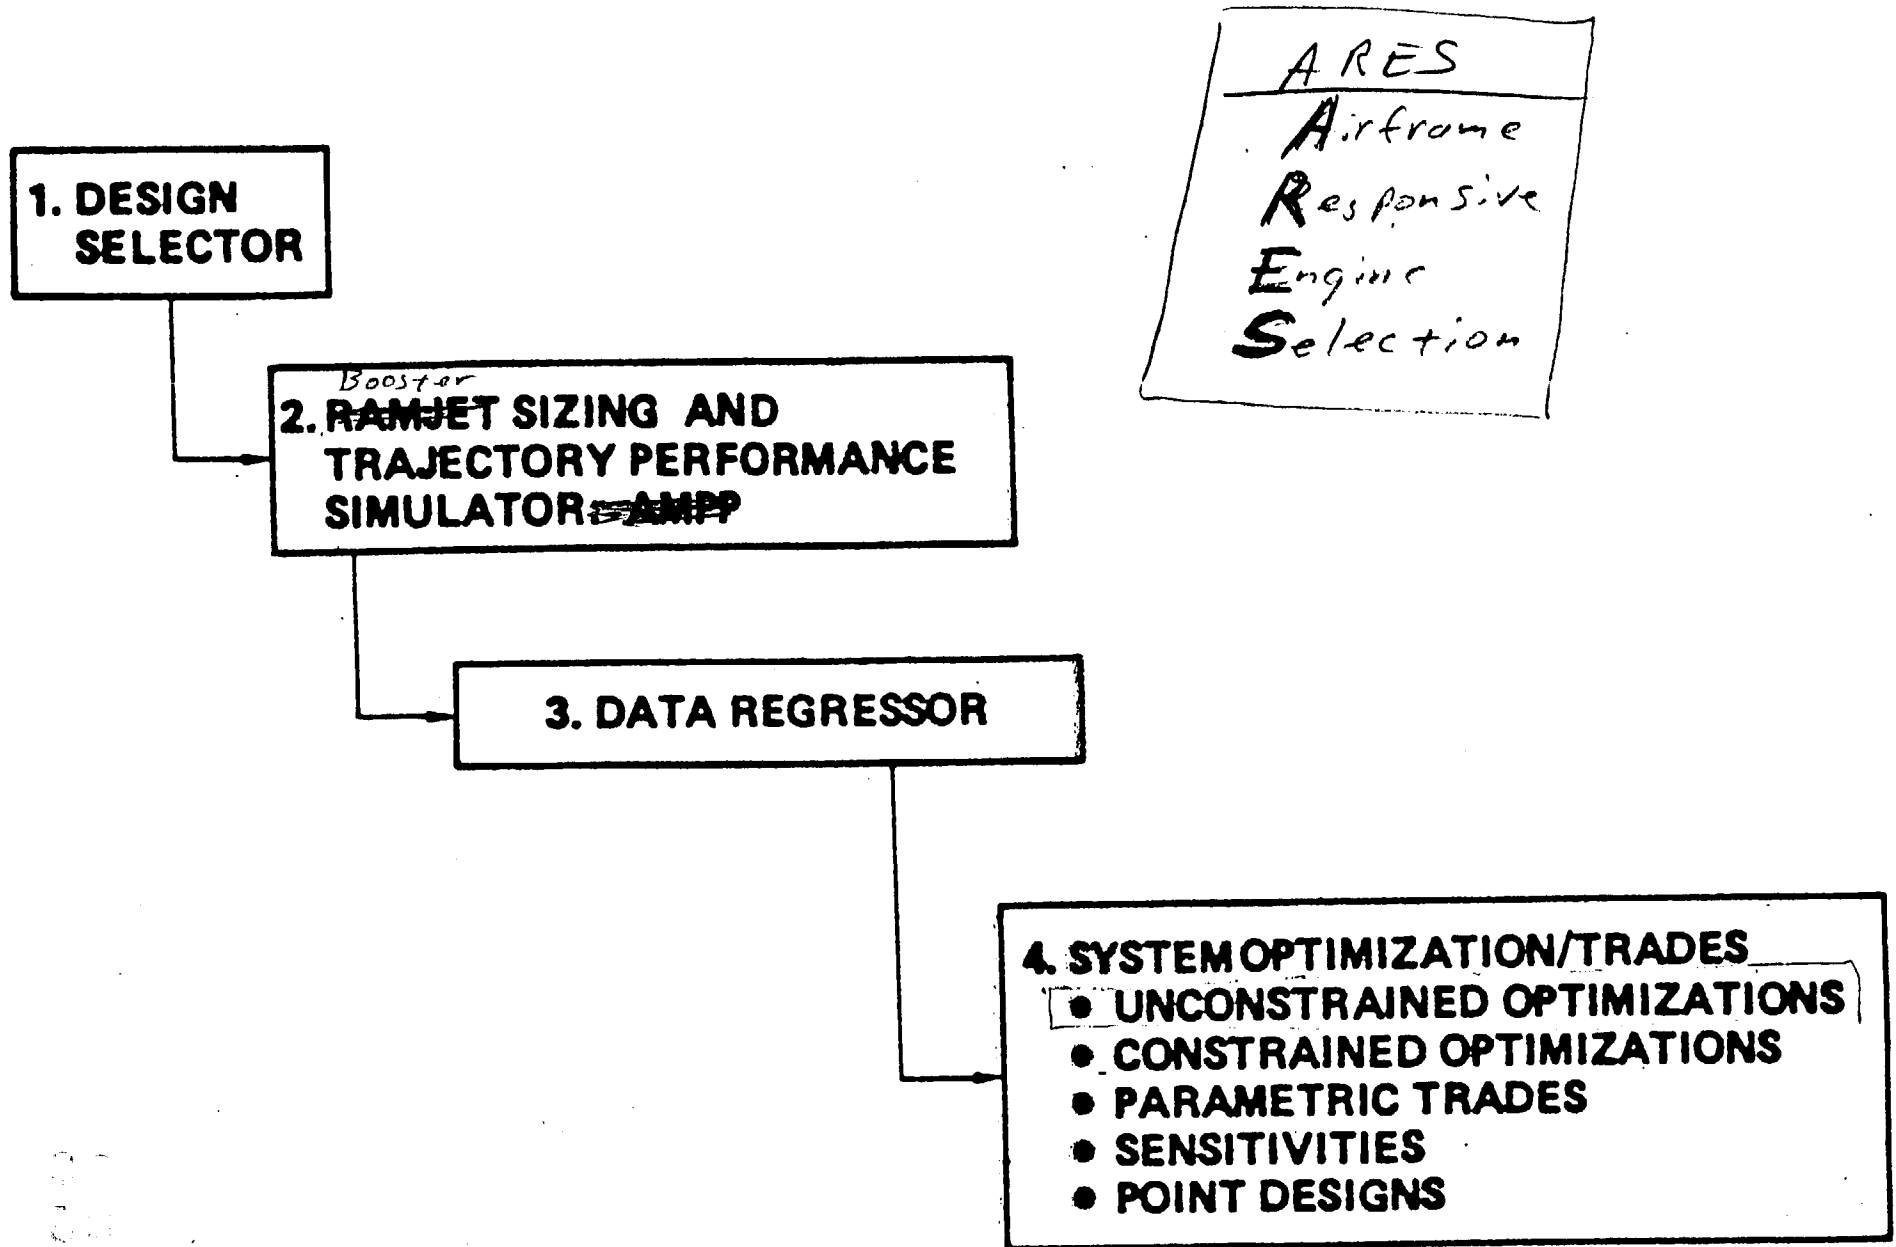 ARES
Airframe
Responsive
Engine
Selection
1. DESIGN
SELECTOR
Booster
2. RAMJET SIZING AND
TRAJECTORY PERFORMANCE
SIMULATOR AMPP
3. DATA REGRESSOR
4. SYSTEM OPTIMIZATION/TRADES
● UNCONSTRAINED OPTIMIZATIONS
● CONSTRAINED OPTIMIZATIONS
● PARAMETRIC TRADES
● SENSITIVITIES
● POINT DESIGNS